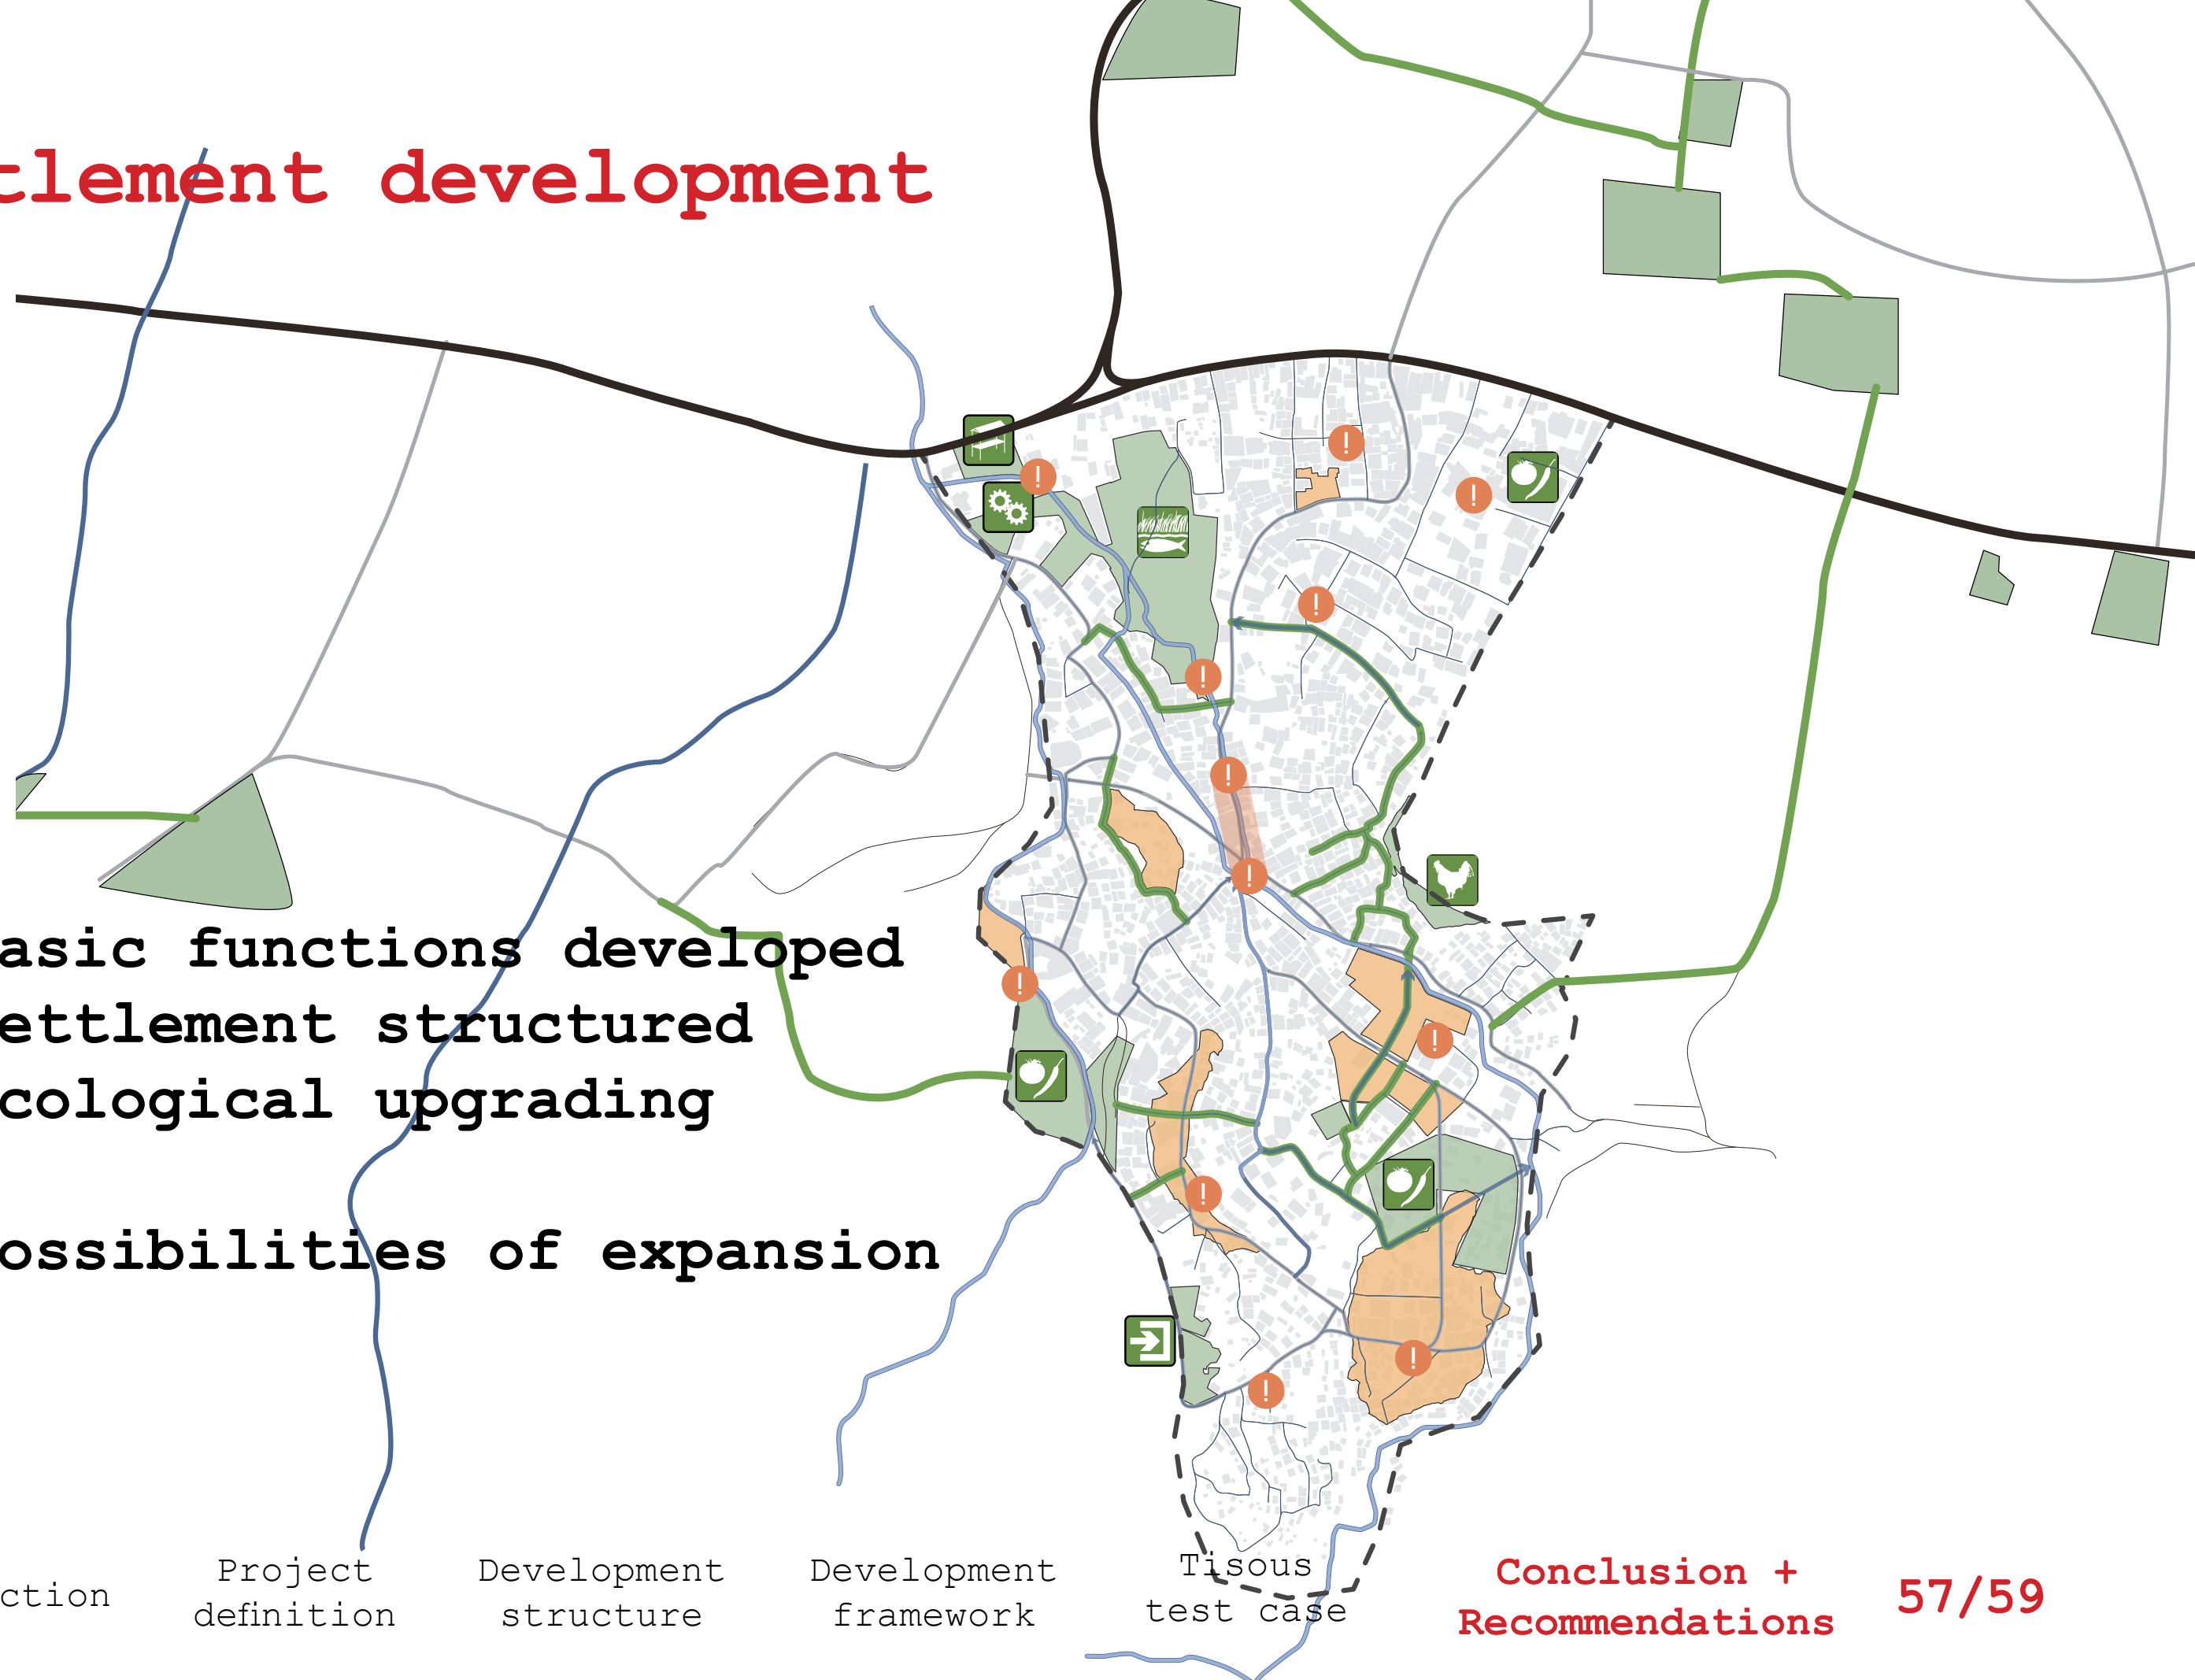 tlement development
asic functions developed
ettlement structured
cological upgrading
ossibilities of expansion
ction
Project
definition
Development
structure
Development
framework
Tisous
test case
Conclusion +
Recommendations
57/59